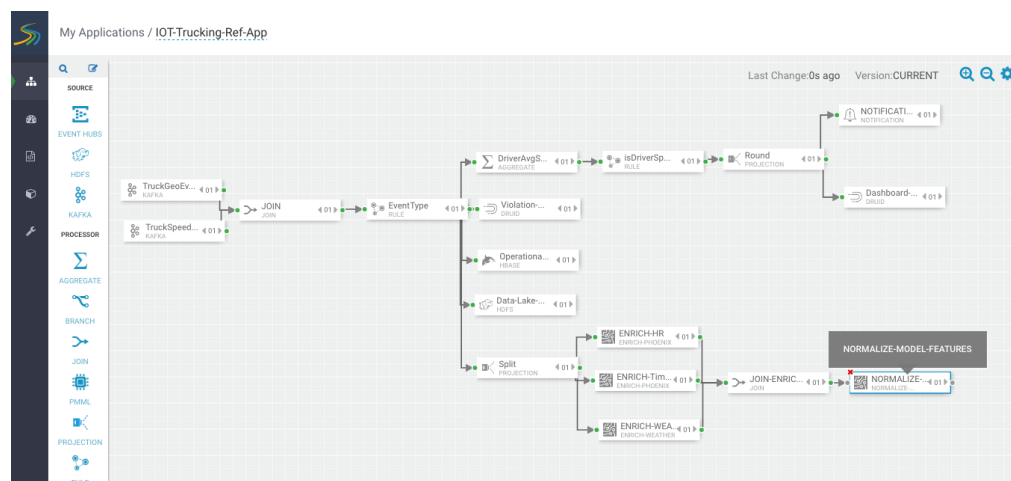 My Applications / IOT-Trucking-Ref-App
Last Change:0s ago Version:CURRENT
SOURCE
EVENT HUBS
HDFS
KAFKA
PROCESSOR
AGGREGATE
BRANCH
JOIN
PMML
PROJECTION
TruckGeoEv... 01
KAFKA
TruckSpeed... 01
KAFKA
JOIN 01
JOIN
EventType 01
RULE
DriverAvgS... 01
AGGREGATE
isDriverSp... 01
RULE
Round 01
PROJECTION
NOTIFICATI... 01
NOTIFICATION
Dashboard-... 01
DRUID
Violation-... 01
DRUID
Operationa... 01
HBASE
Data-Lake-... 01
HDFS
Split 01
PROJECTION
ENRICH-HR 01
ENRICH-PHOENIX
ENRICH-Tim... 01
ENRICH-PHOENIX
ENRICH-WEA... 01
ENRICH-WEATHER
JOIN-ENRIC... 01
JOIN
NORMALIZE-MODEL-FEATURES
NORMALIZE-... 01
NORMALIZE-...